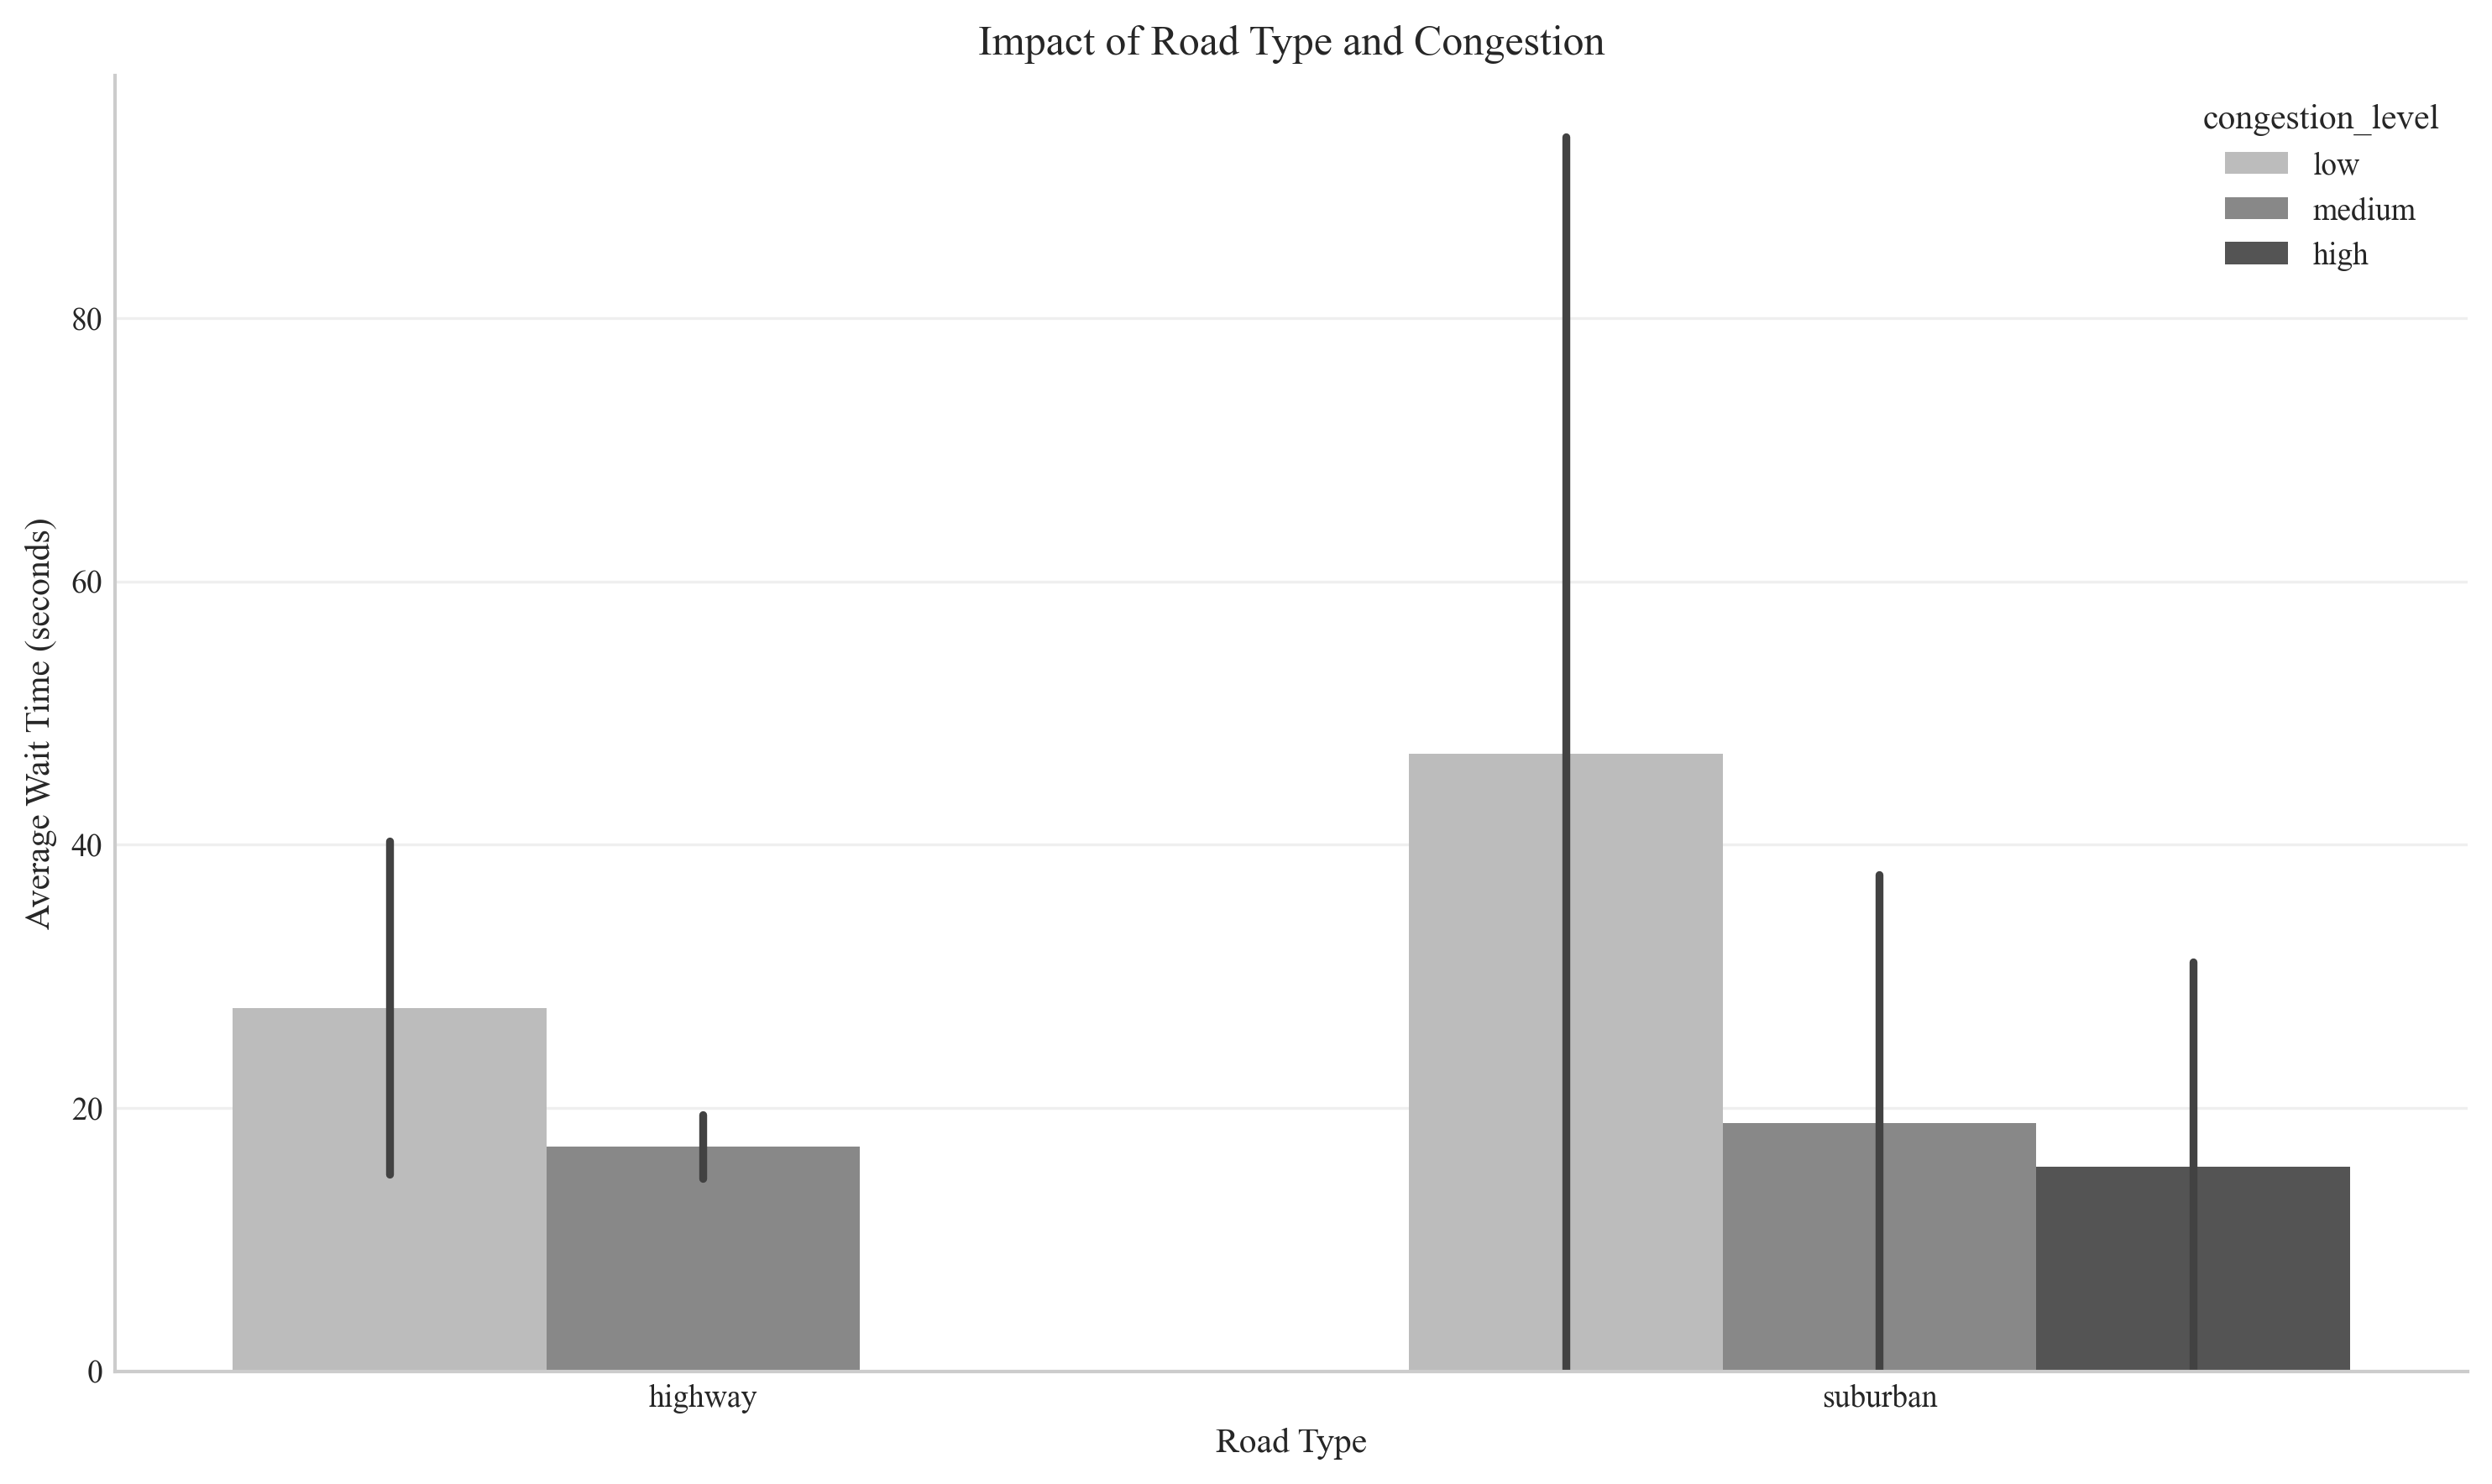 Impact of Road Type and Congestion
congestion_level
low
medium
high
Average Wait Time (seconds)
80
60
40
20
0
highway
suburban
Road Type